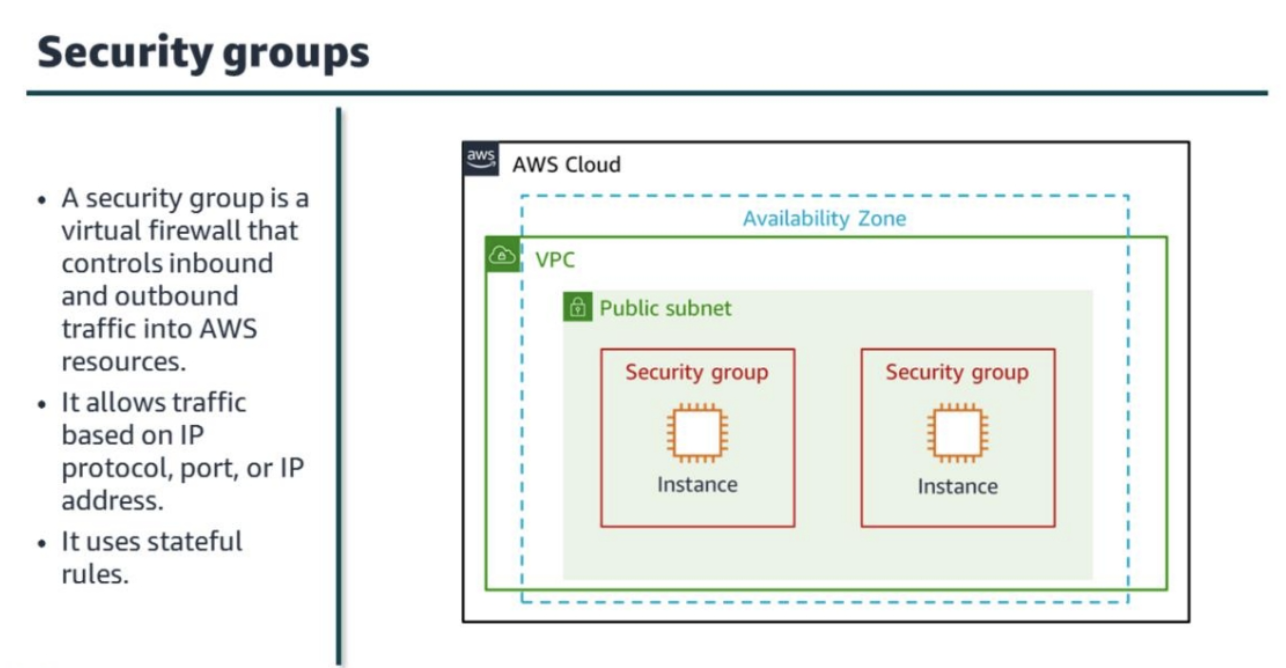 Security groups
• A security group is a
virtual firewall that
controls inbound
and outbound
traffic into AWS
resources.
• It allows traffic
based on IP
protocol, port, or IP
address.
• It uses stateful
rules.
aws
AWS Cloud
Availability Zone
VPC
Public subnet
Security group
Instance
Security group
Instance